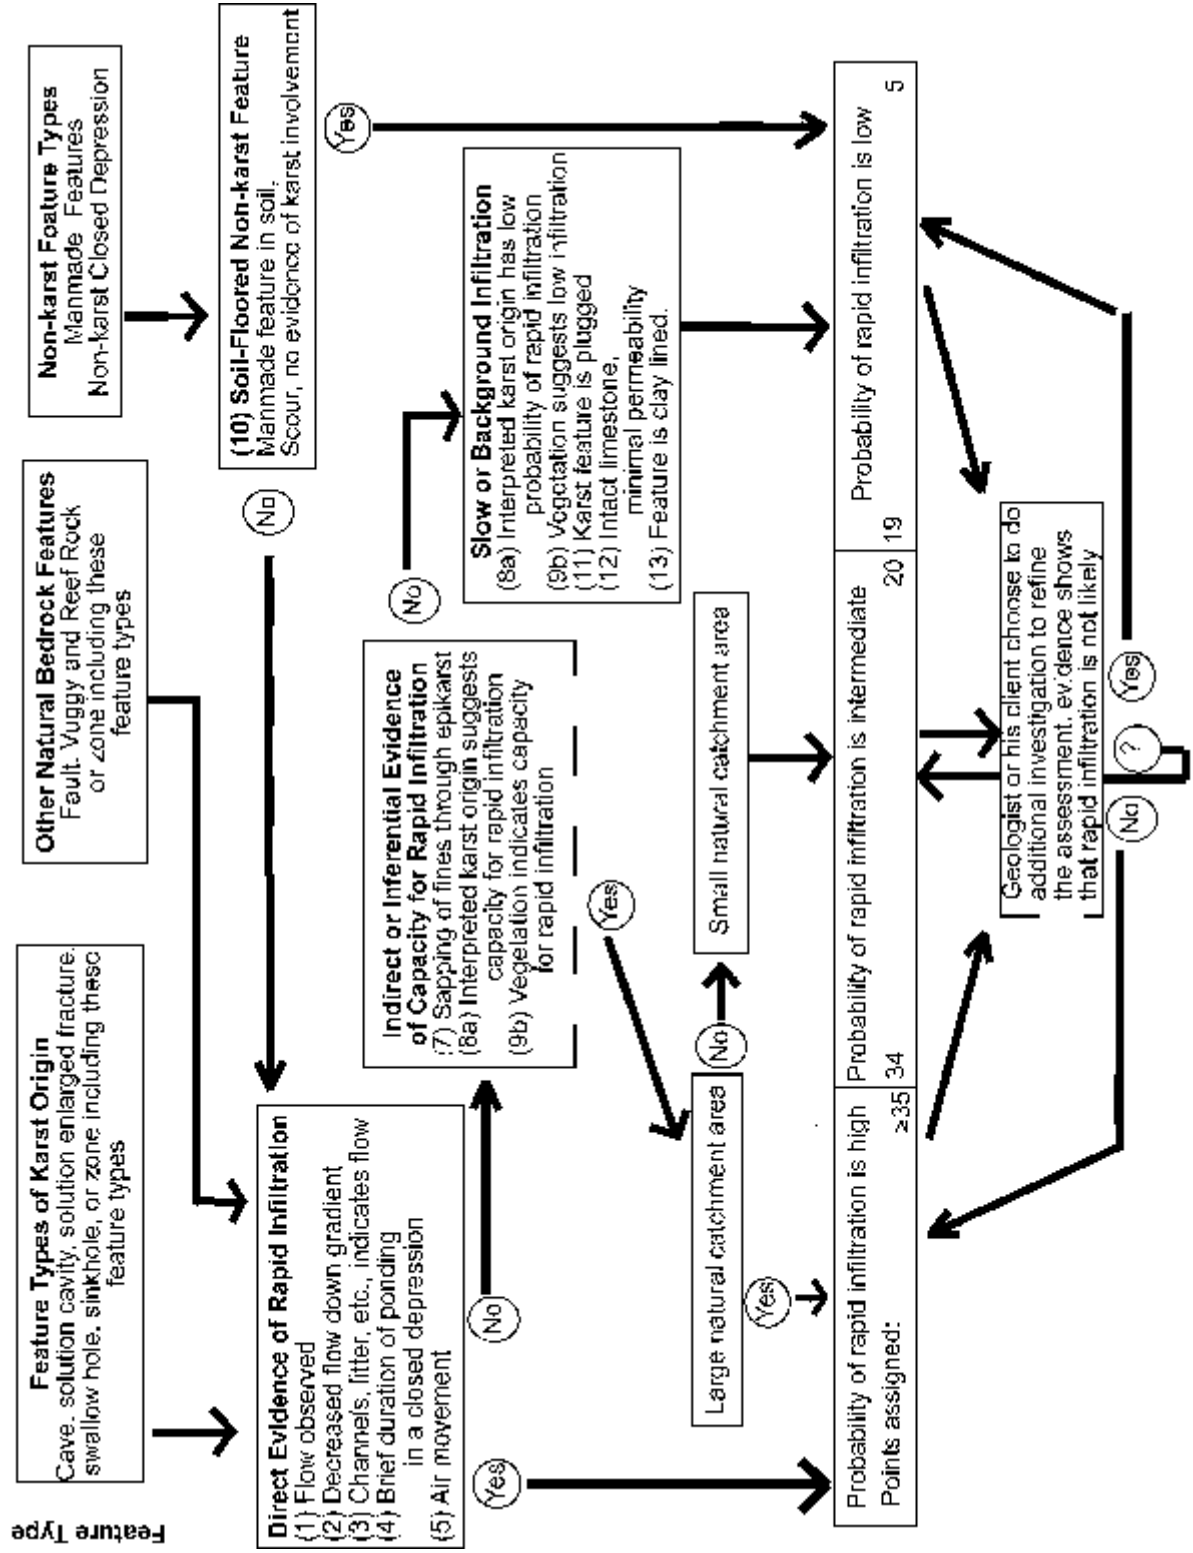 Feature Type
Feature Types of Karst Origin
Cave, solution cavity, solution enlarged fracture,
swallow hole, sinkhole, or zone including these
feature types
Other Natural Bedrock Features
Fault, Vuggy and Reef Rock
or zone including these
feature types
Non-karst Feature Types
Manmade Features
Non-karst Closed Depression
(10) Soil-Floored Non-karst Feature
Manmade feature in soil,
Scour, no evidence of karst involvement
No
Yes
Direct Evidence of Rapid Infiltration
(1) Flow observed
(2) Decreased flow down gradient
(3) Channels, litter, etc., indicates flow
(4) Brief duration of ponding
in a closed depression
(5) Air movement
Yes
No
Indirect or Inferential Evidence
of Capacity for Rapid Infiltration
(7) Sapping of fines through epikarst
(8a) Interpreted karst origin suggests
capacity for rapid infiltration
(9b) Vegetation indicates capacity
for rapid infiltration
No
Yes
Slow or Background Infiltration
(8a) Interpreted karst origin has low
probability of rapid infiltration
(9b) Vegetation suggests low infiltration
(11) Karst feature is plugged
(12) Intact limestone,
minimal permeability
(13) Feature is clay lined.
Large natural catchment area
No
Small natural catchment area
Yes
Probability of rapid infiltration is high
Points assigned: ≥35
Probability of rapid infiltration is intermediate
34 20
Probability of rapid infiltration is low
19 5
Geologist or his client choose to do
additional investigation to refine
the assessment, evidence shows
that rapid infiltration is not likely
No
?
Yes